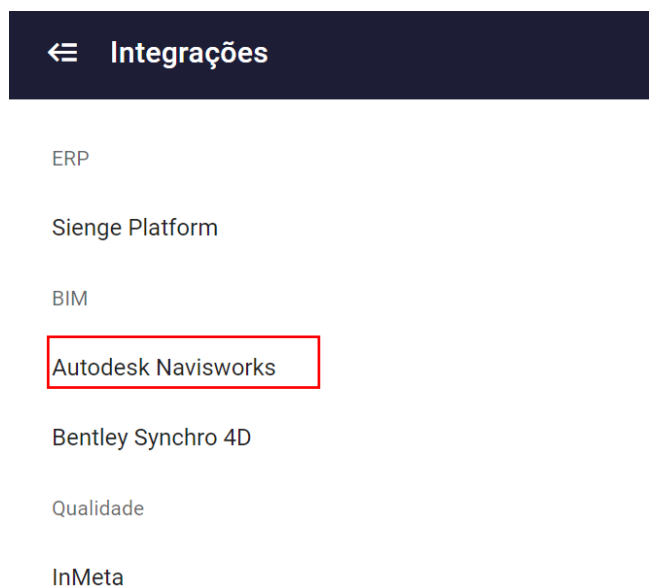 Integrações
ERP
Sienge Platform
BIM
Autodesk Navisworks
Bentley Synchro 4D
Qualidade
InMeta